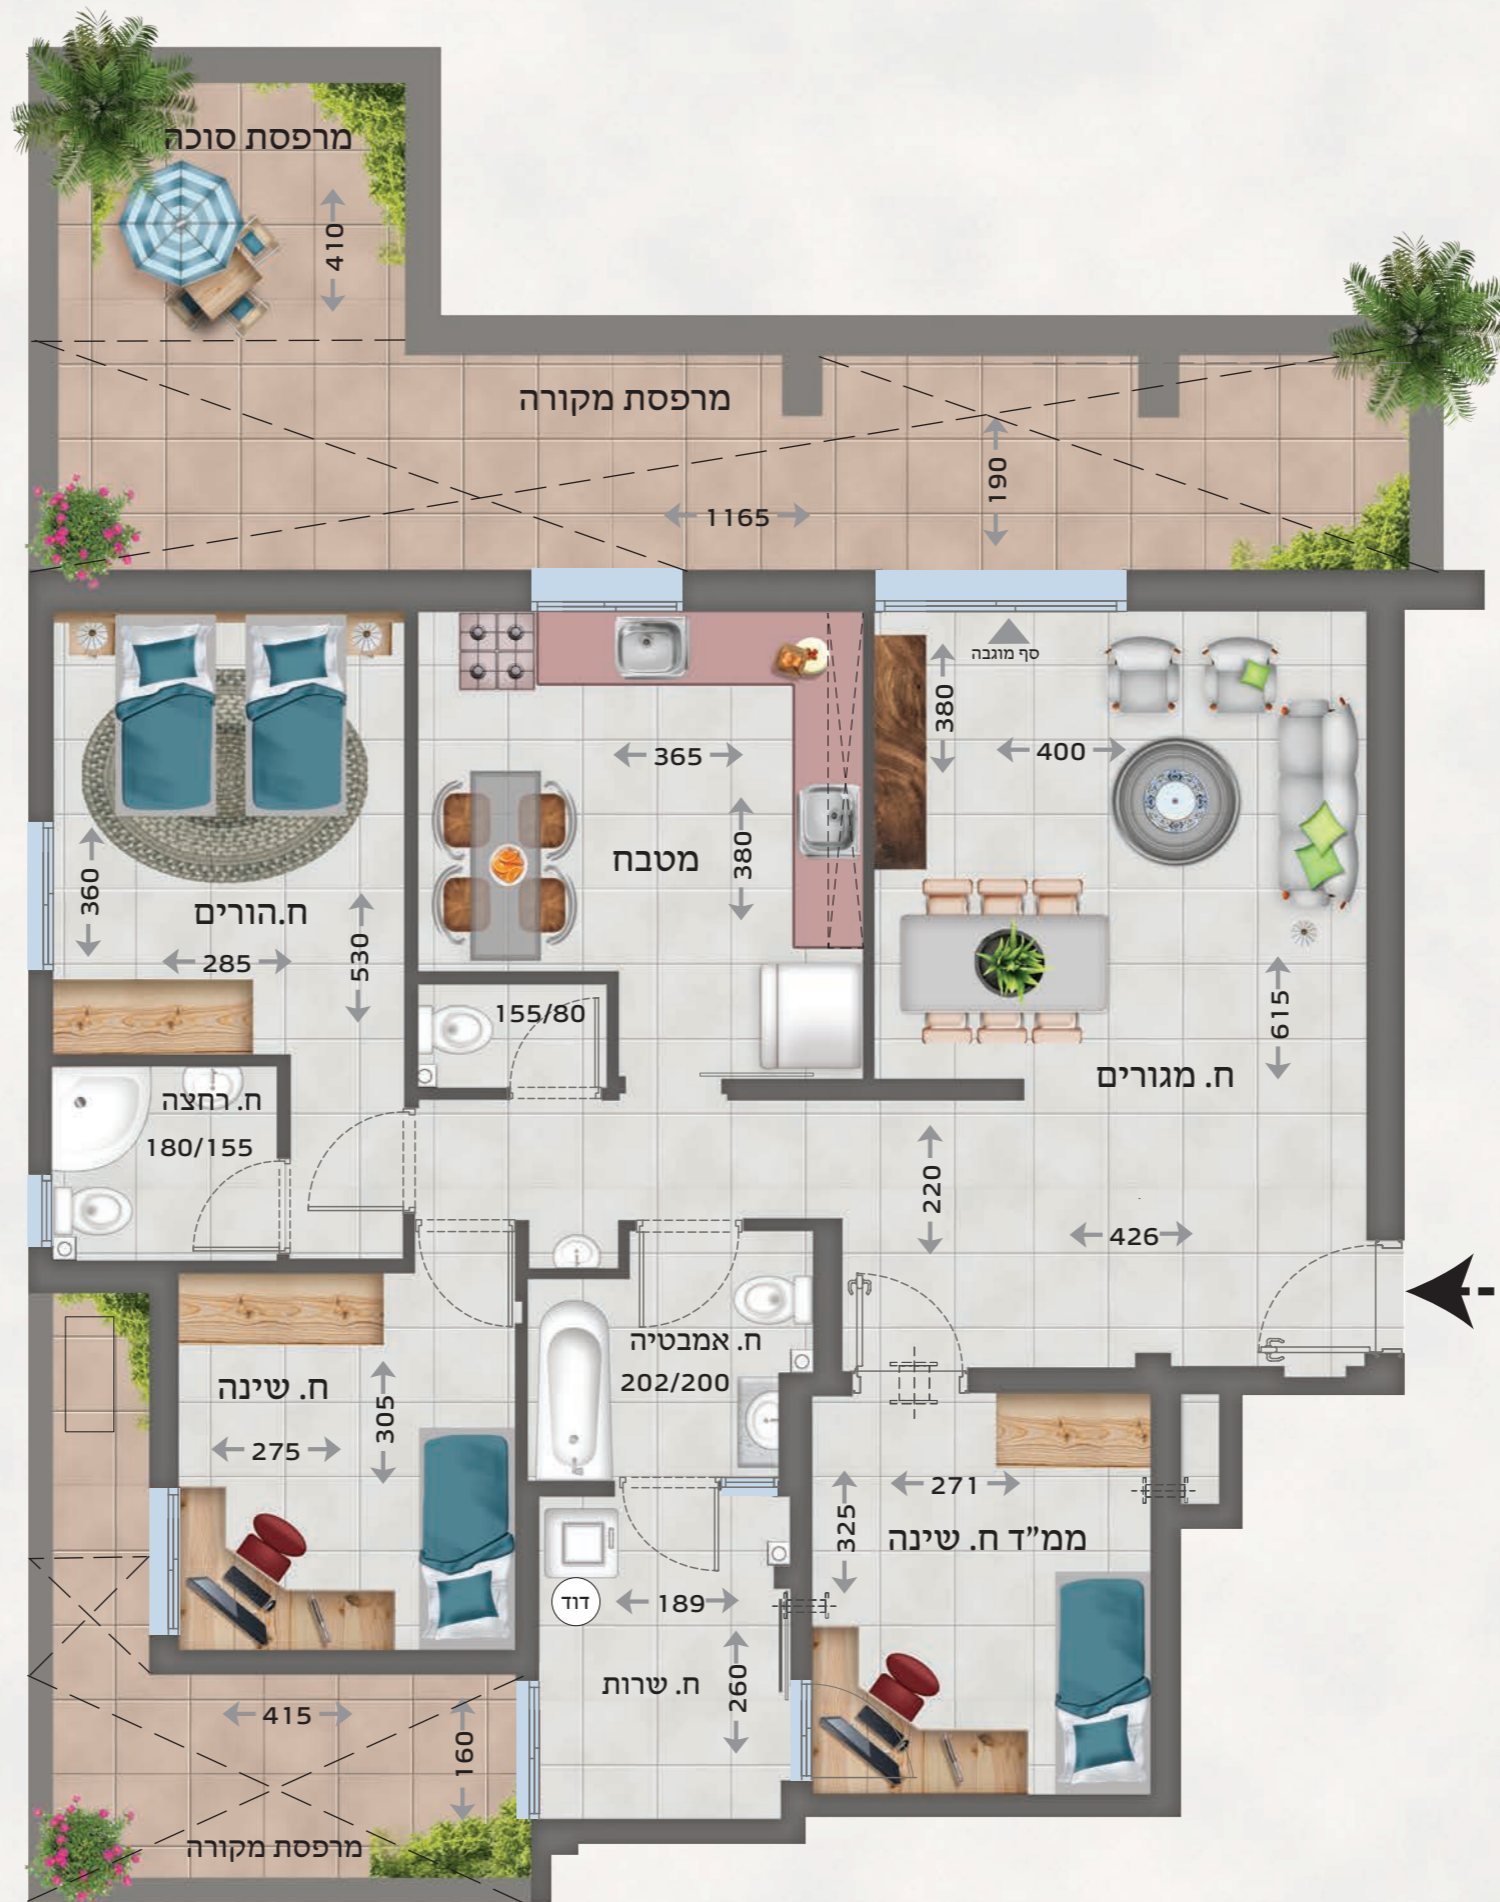 מרפסת סוכה
410
מרפסת מקורה
190
1165
סף מוגבה
380
400
365
380
מטבח
360
ח.הורים
285
530
155/80
615
ח. מגורים
ח. רחצה
180/155
220
426
ח. אמבטיה
202/200
ח. שינה
305
275
271
325
ממ״ד ח. שינה
דוד
189
ח. שרות
260
415
160
מרפסת מקורה